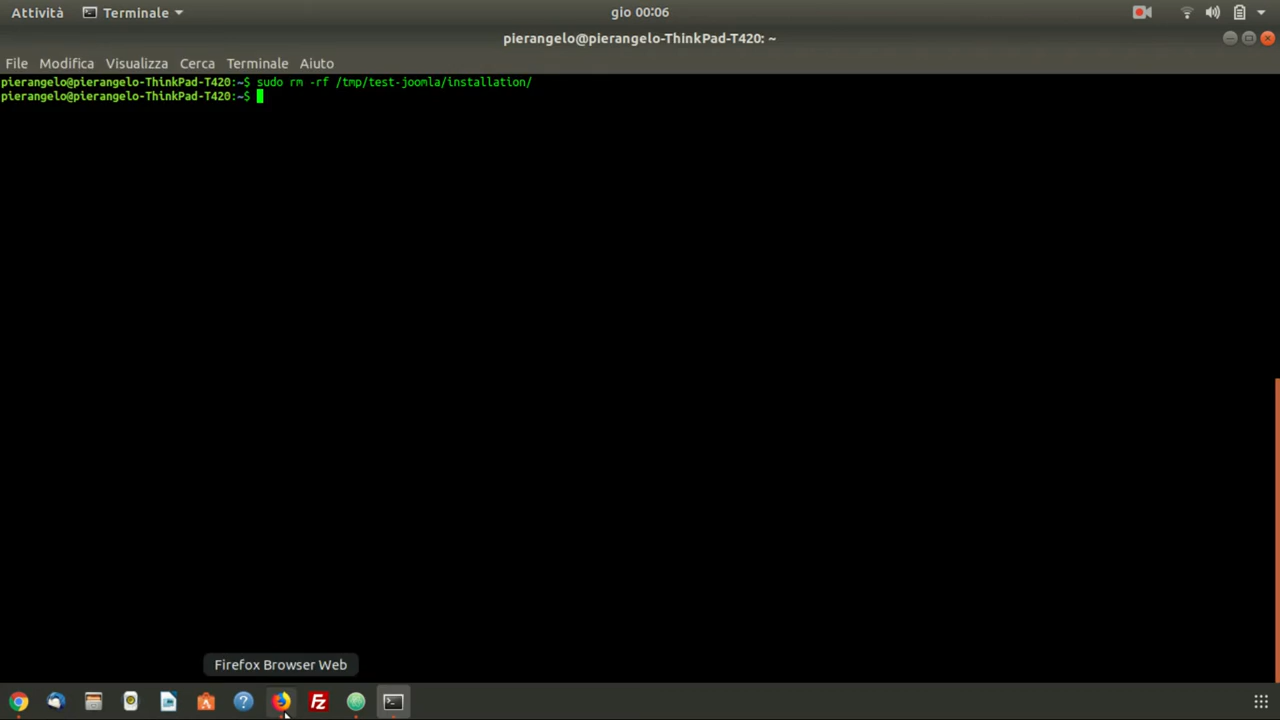 Attività Terminale gio 00:06
pierangelo@pierangelo-ThinkPad-T420: ~
File Modifica Visualizza Cerca Terminale Aiuto
pierangelo@pierangelo-ThinkPad-T420:~$ sudo rm -rf /tmp/test-joomla/installation/
pierangelo@pierangelo-ThinkPad-T420:~$
Firefox Browser Web